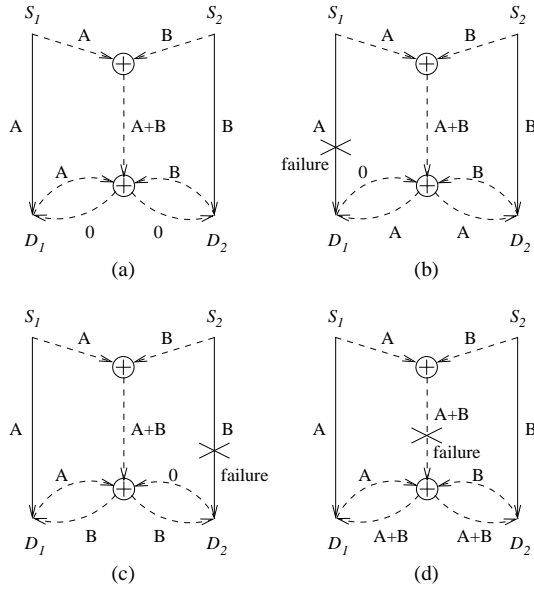 S1 S2
A B
A A+B B
A B
0 0
D1 D2
(a)
S1 S2
A B
A A+B B
failure
0 B
A A
D1 D2
(b)
S1 S2
A B
A A+B B
failure
A 0
B B
D1 D2
(c)
S1 S2
A B
A A+B B
failure
A B
A+B A+B
D1 D2
(d)